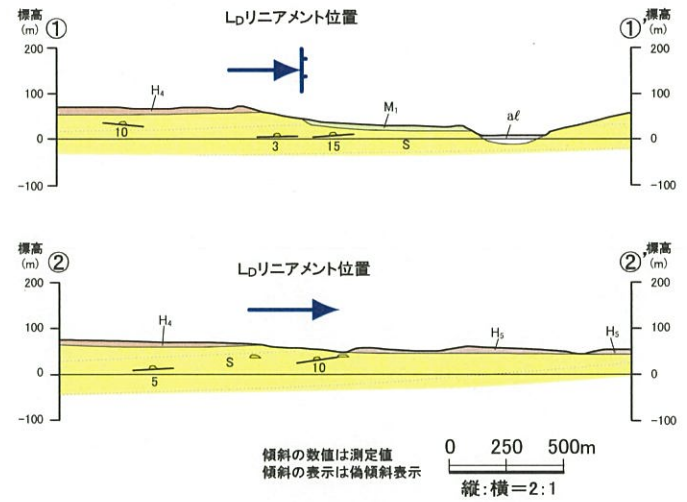 標高
(m)
①
LDリニアメント位置
①’
標高
(m)
200
100
0
-100
H₄
10
3
15
M₁
S
aℓ
200
100
0
-100
標高
(m)
②
LDリニアメント位置
②’
標高
(m)
200
100
0
-100
H₄
S
5
10
H₅
H₅
200
100
0
-100
傾斜の数値は測定値
傾斜の表示は偽傾斜表示
0 250 500m
縦:横=2:1